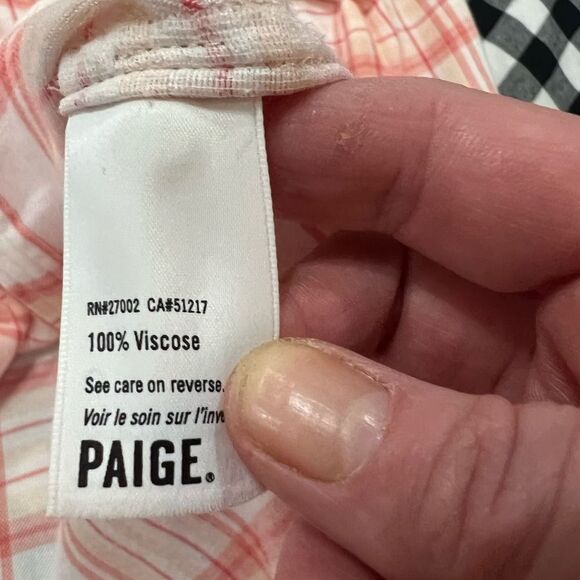 RN#27002 CA#51217
100% Viscose
See care on reverse.
Voir le soin sur
PAIGE.®